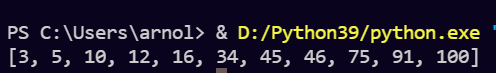 PS C:\Users\arnol> & D:/Python39/python.exe
[3, 5, 10, 12, 16, 34, 45, 46, 75, 91, 100]